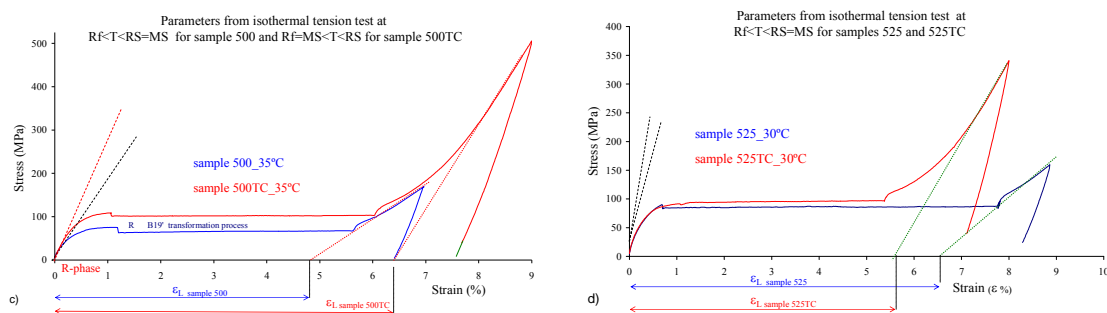 Parameters from isothermal tension test at
Rf<T<RS=MS for sample 500 and Rf=MS<T<RS for sample 500TC
500
400
300
200
100
0
Stress (MPa)
sample 500_35ºC
sample 500TC_35ºC
R B19' transformation process
R-phase
0 1 2 3 4 5 6 7 8 9
Strain (%)
εL sample 500
εL sample 500TC
c)
Parameters from isothermal tension test at
Rf<T<RS=MS for samples 525 and 525TC
400
350
300
250
200
150
100
50
0
Stress (MPa)
sample 525_30ºC
sample 525TC_30ºC
0 1 2 3 4 5 6 7 8 9 10
εL sample 525
Strain (ε %)
εL sample 525TC
d)